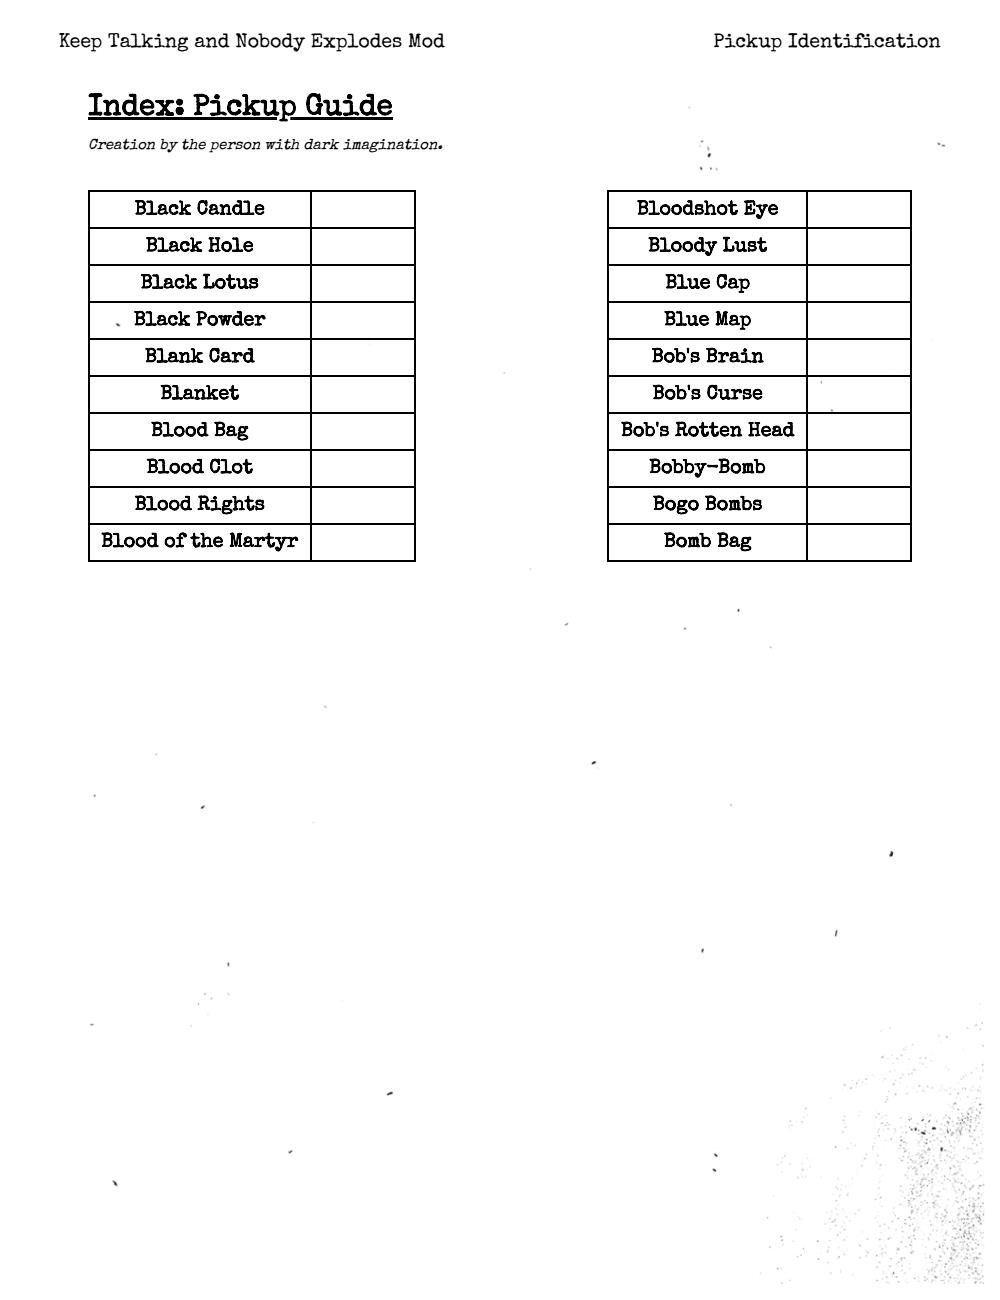 Keep Talking and Nobody Explodes Mod
Pickup Identification
Index: Pickup Guide
Creation by the person with dark imagination.
Black Candle
Black Hole
Black Lotus
Black Powder
Blank Card
Blanket
Blood Bag
Blood Clot
Blood Rights
Blood of the Martyr
Bloodshot Eye
Bloody Lust
Blue Cap
Blue Map
Bob's Brain
Bob's Curse
Bob's Rotten Head
Bobby-Bomb
Bogo Bombs
Bomb Bag